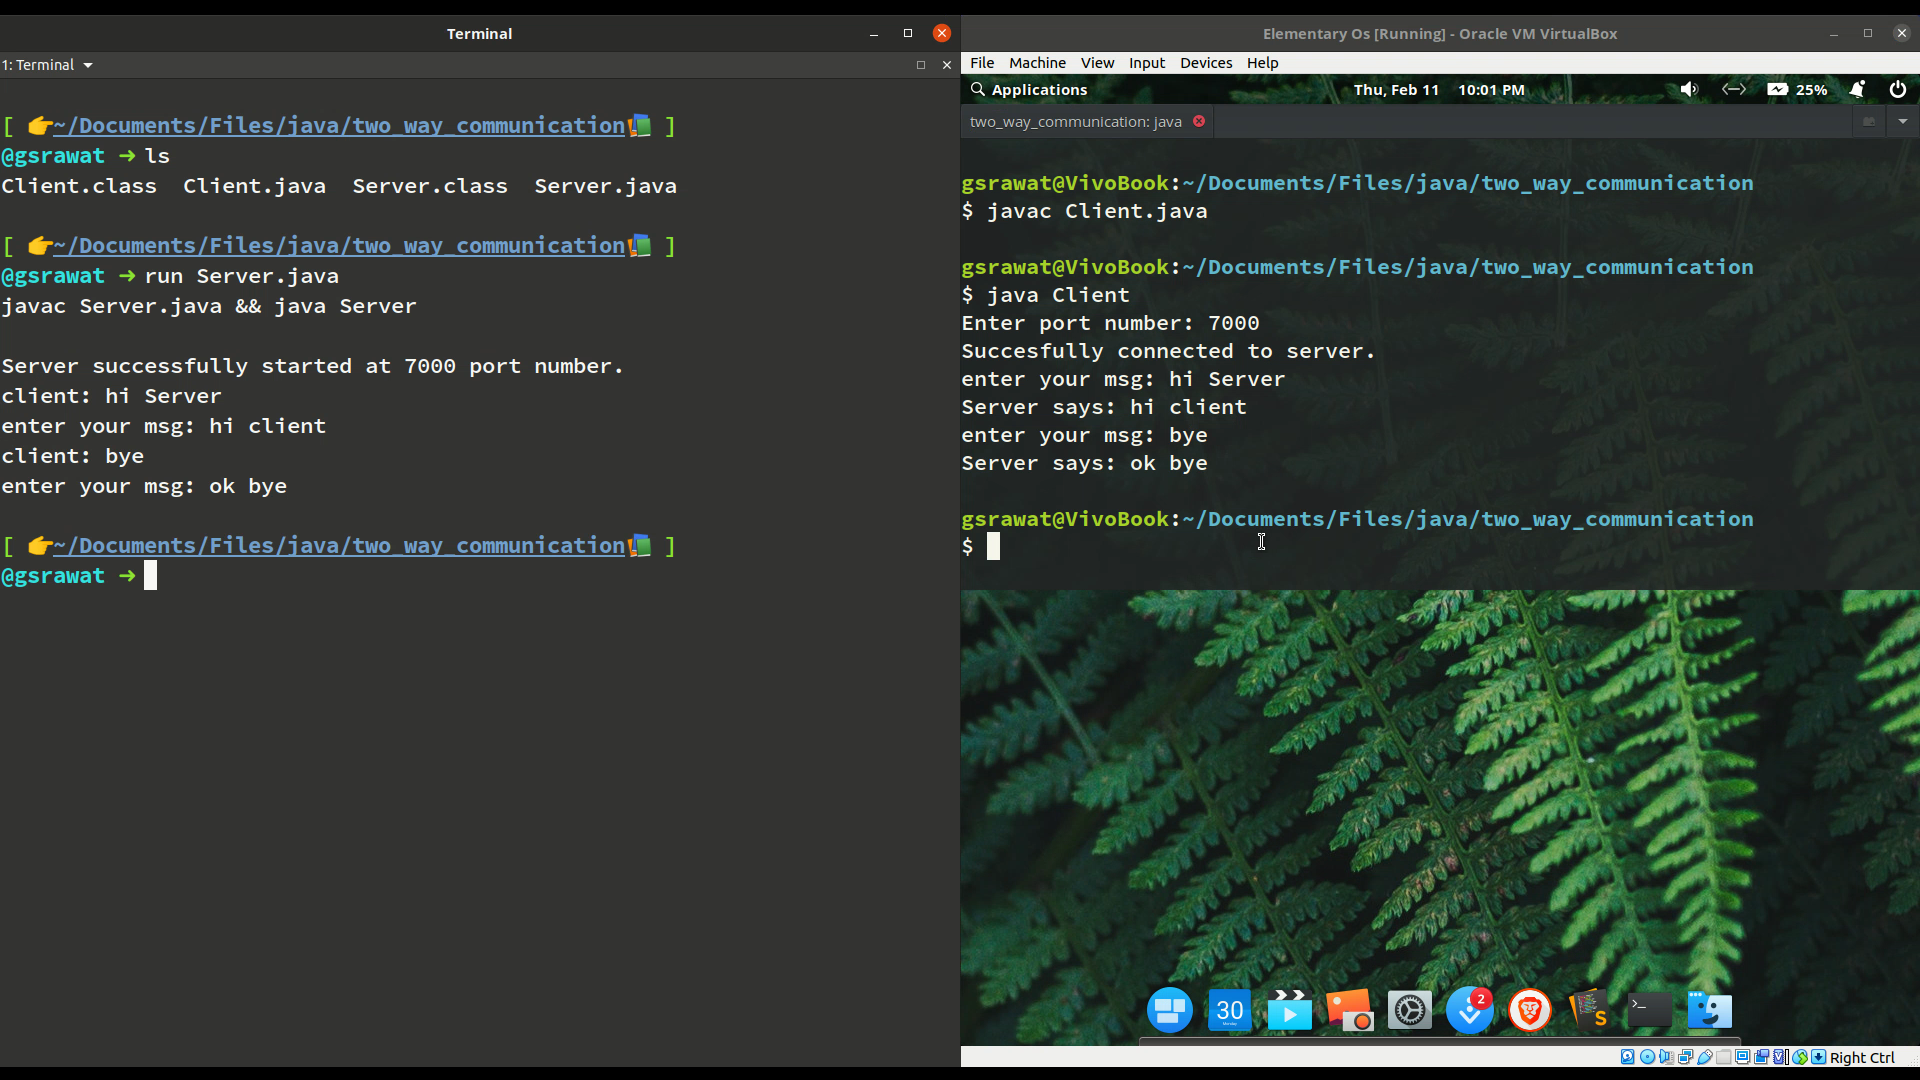 Terminal
1: Terminal
[ 👉~/Documents/Files/java/two_way_communication ]
@gsrawat ➜ ls
Client.class  Client.java  Server.class  Server.java
[ 👉~/Documents/Files/java/two_way_communication ]
@gsrawat ➜ run Server.java
javac Server.java && java Server
Server successfully started at 7000 port number.
client: hi Server
enter your msg: hi client
client: bye
enter your msg: ok bye
[ 👉~/Documents/Files/java/two_way_communication ]
@gsrawat ➜
Elementary Os [Running] - Oracle VM VirtualBox
File Machine View Input Devices Help
Applications Thu, Feb 11 10:01 PM 25%
two_way_communication: java
gsrawat@VivoBook:~/Documents/Files/java/two_way_communication
$ javac Client.java
gsrawat@VivoBook:~/Documents/Files/java/two_way_communication
$ java Client
Enter port number: 7000
Succesfully connected to server.
enter your msg: hi Server
Server says: hi client
enter your msg: bye
Server says: ok bye
gsrawat@VivoBook:~/Documents/Files/java/two_way_communication
$
30
2
S
>_
Right Ctrl